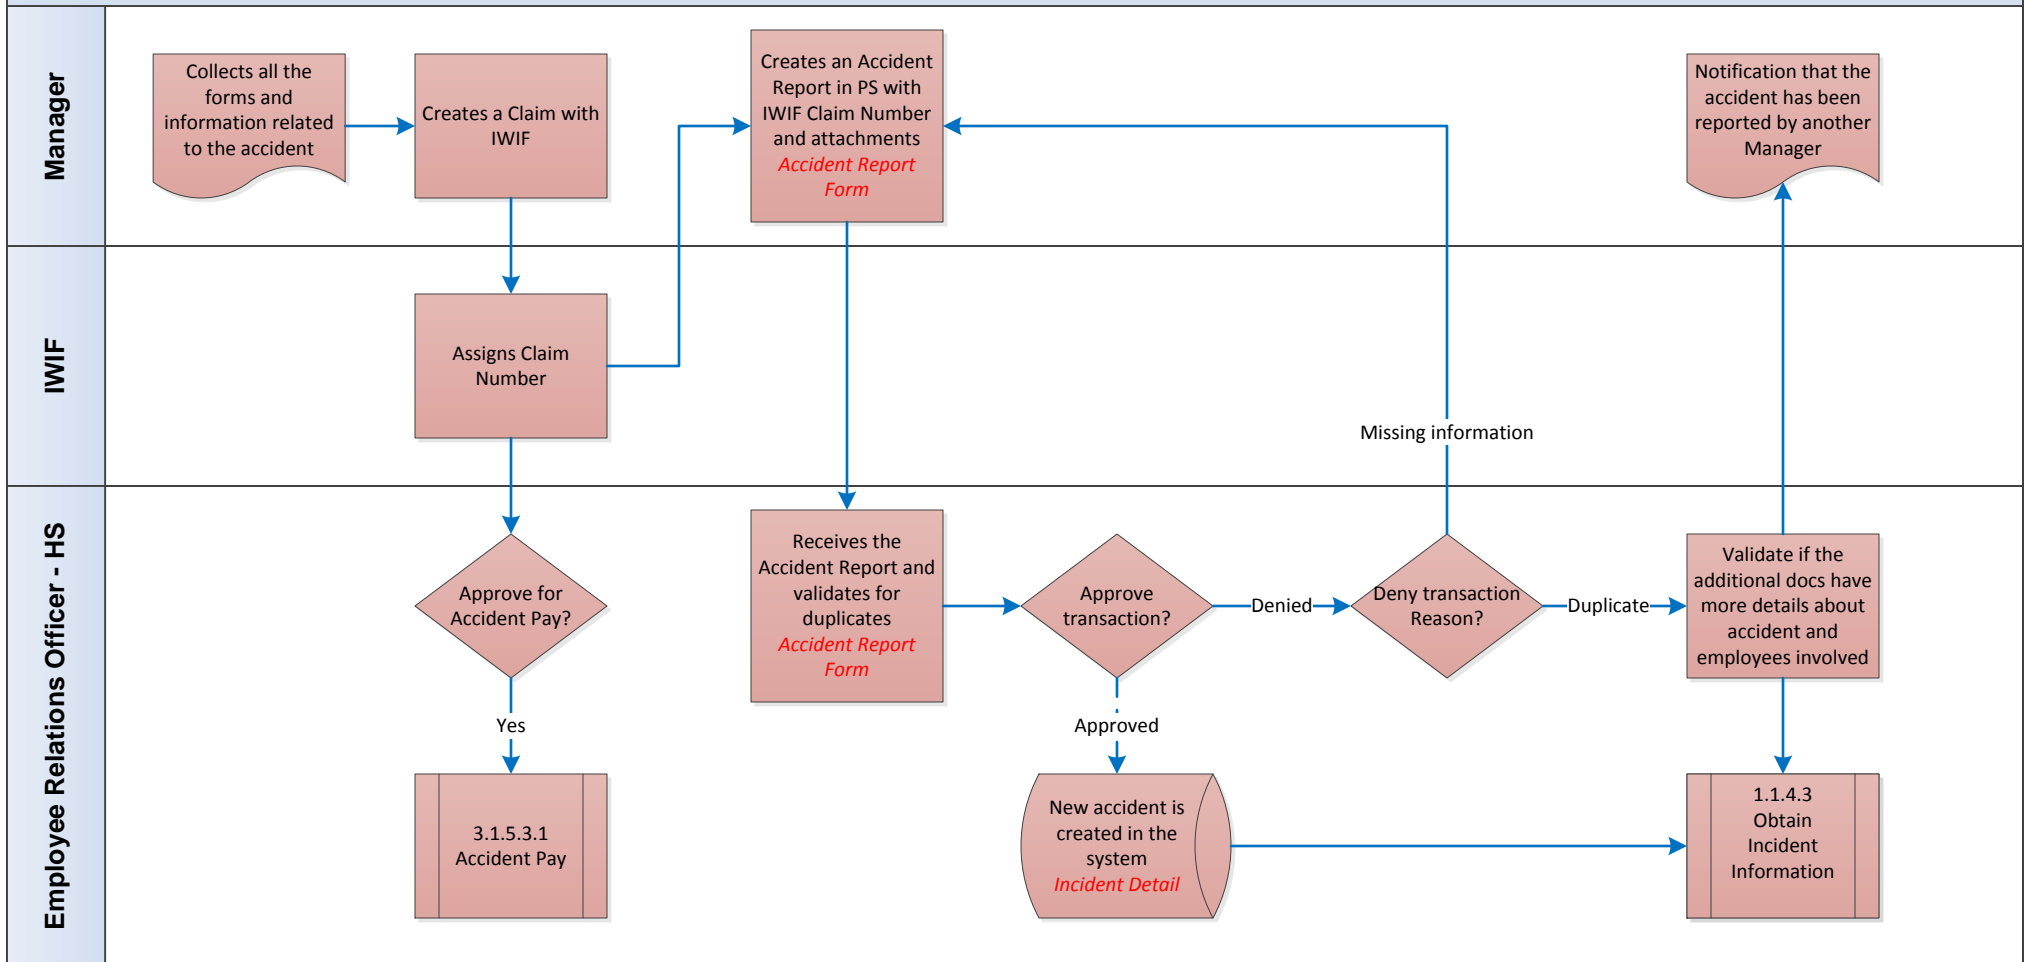 Manager
Collects all the
forms and
information related
to the accident
Creates a Claim with
IWIF
Creates an Accident
Report in PS with
IWIF Claim Number
and attachments
Accident Report
Form
Notification that the
accident has been
reported by another
Manager
IWIF
Assigns Claim
Number
Missing information
Employee Relations Officer - HS
Approve for
Accident Pay?
Receives the
Accident Report and
validates for
duplicates
Accident Report
Form
Approve
transaction?
Denied
Deny transaction
Reason?
Duplicate
Validate if the
additional docs have
more details about
accident and
employees involved
Yes
Approved
3.1.5.3.1
Accident Pay
New accident is
created in the
system
Incident Detail
1.1.4.3
Obtain
Incident
Information